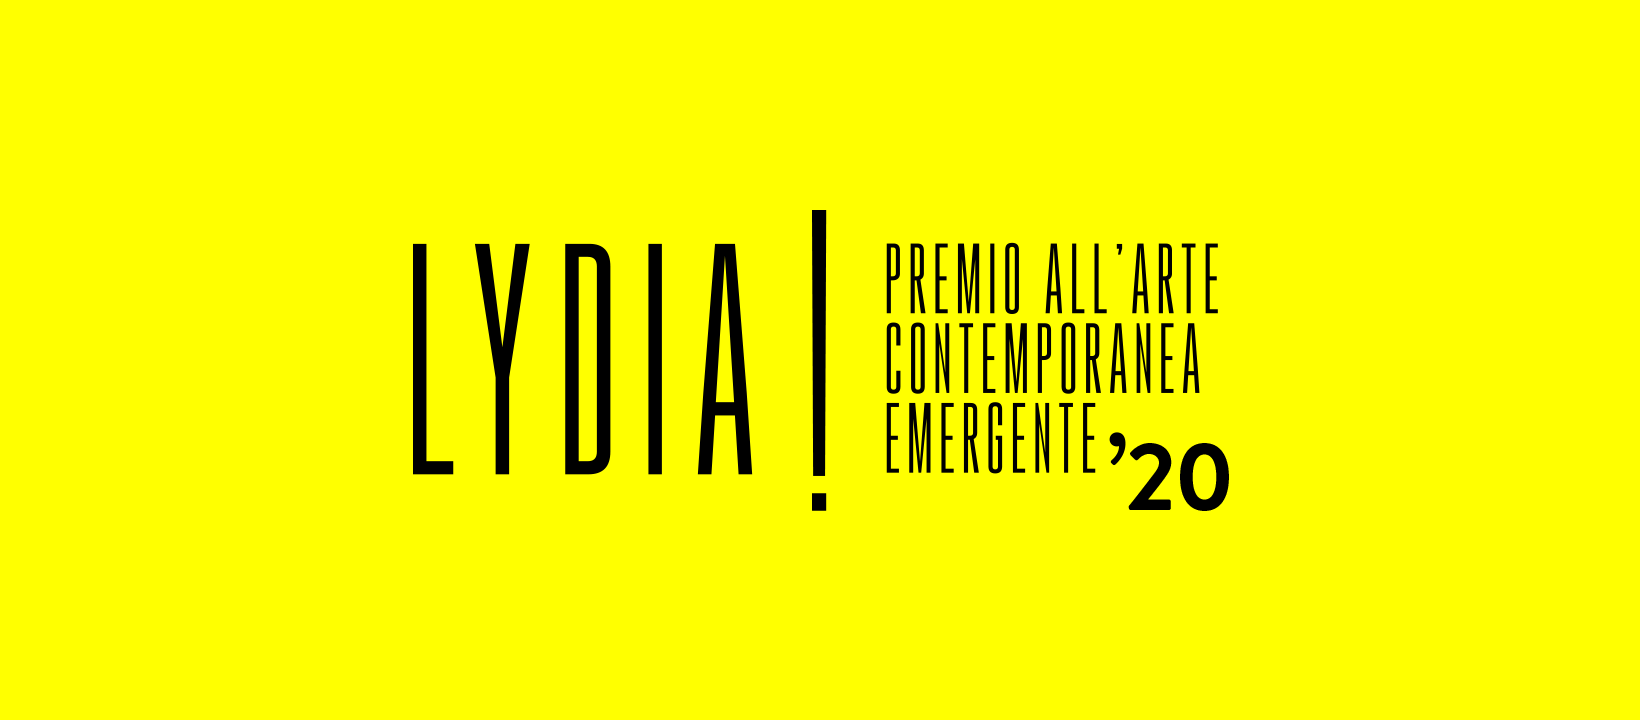 LYDIA!
PREMIO ALL’ARTE
CONTEMPORANEA
EMERGENTE ’20